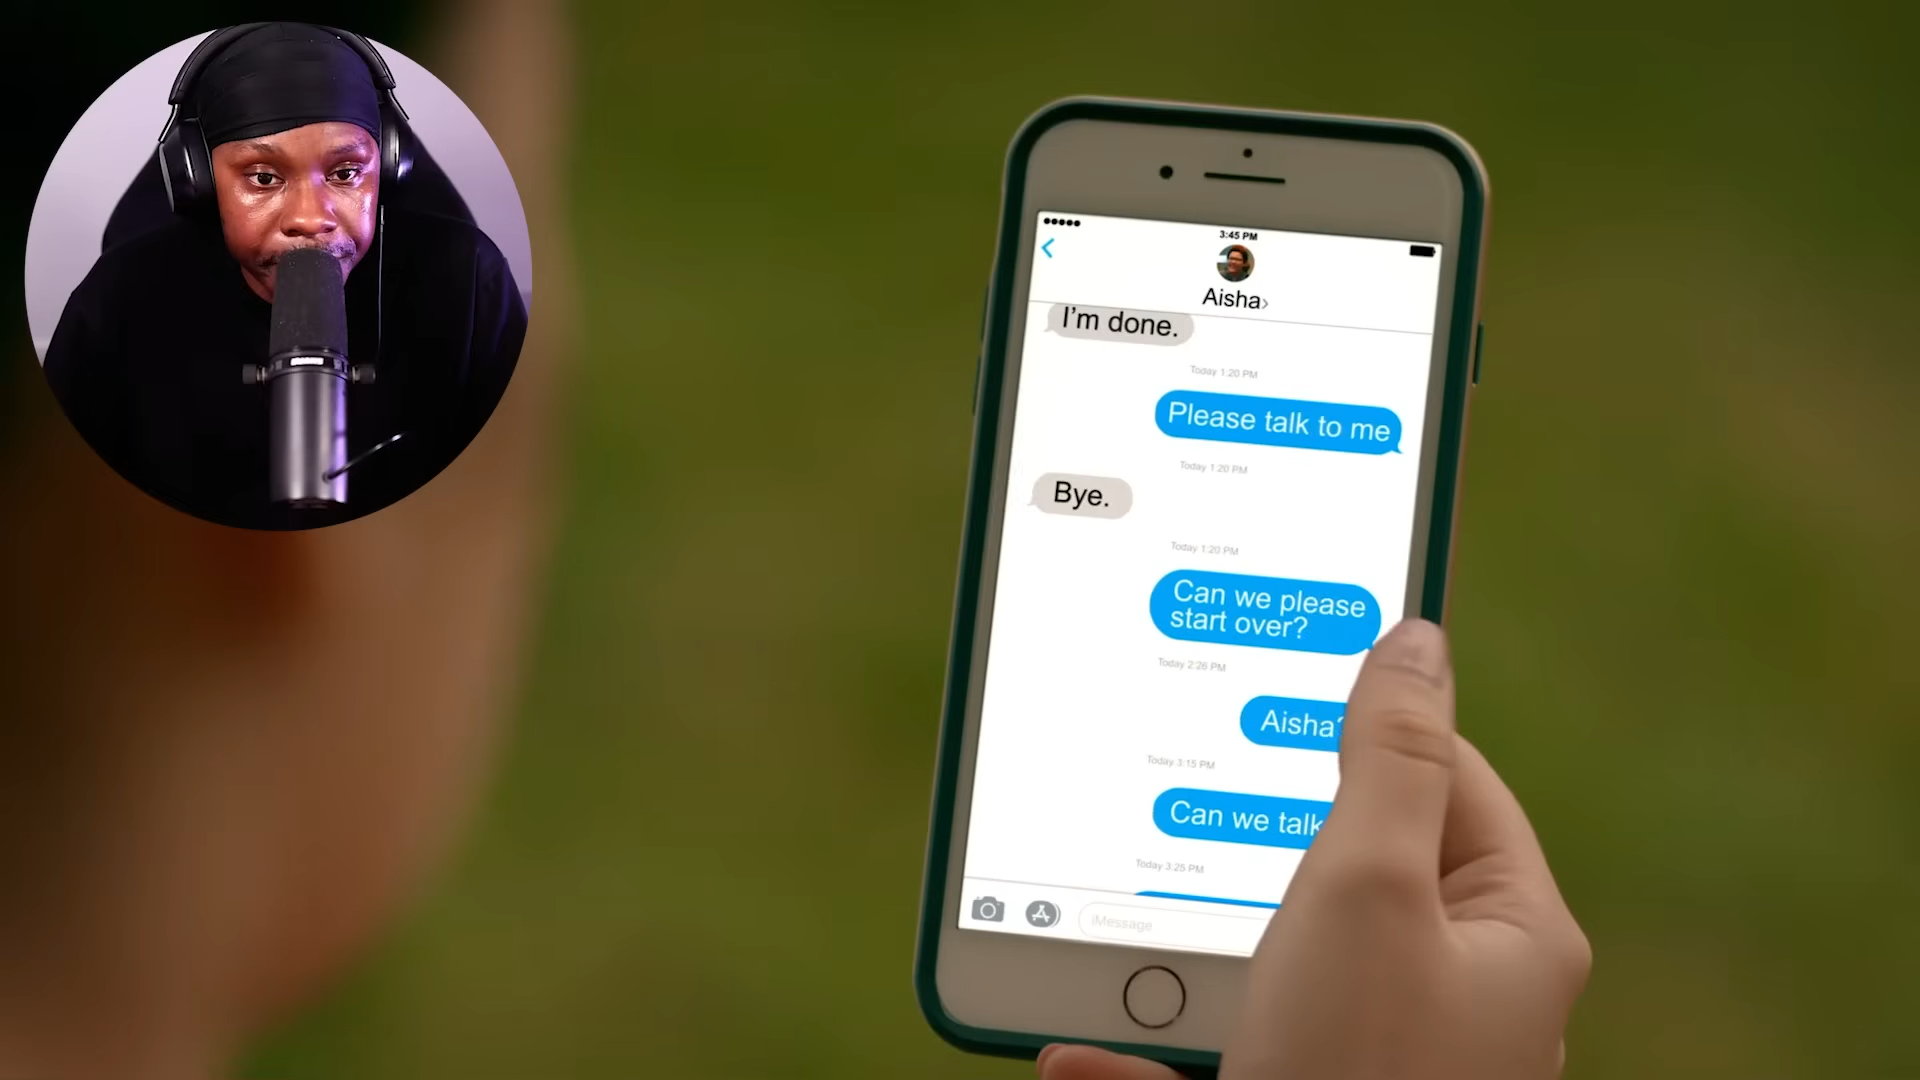 3:45 PM
Aisha
I'm done.
Today 1:20 PM
Please talk to me
Today 1:20 PM
Bye.
Today 1:20 PM
Can we please
start over?
Today 2:26 PM
Aisha?
Today 3:15 PM
Can we talk
Today 3:25 PM
iMessage